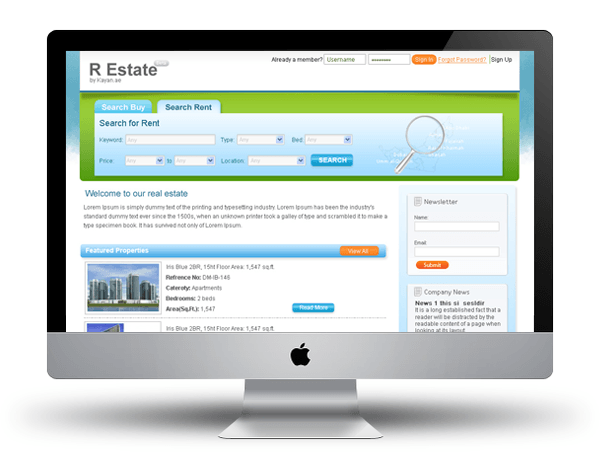 Already a member? Username Sign in Forgot Password? Sign Up
R Estate
by Kayan.ae
Search Buy Search Rent
Search for Rent
Keyword: Any Type: Any Bed: Any
Price: Any to Any Location: Any SEARCH
Welcome to our real estate
Lorem Ipsum is simply dummy text of the printing and typesetting industry. Lorem Ipsum has been the industry's
standard dummy text ever since the 1500s, when an unknown printer took a galley of type and scrambled it to make a
type specimen book. It has survived not only of Lorem Ipsum.
Featured Properties View All
Iris Blue 2BR, 15ht Floor Area: 1,547 sq.ft.
Refrence No: DM-IB-146
Cateroty: Apartments
Bedrooms: 2 beds
Area(Sq.Ft.): 1,547 Read More
Iris Blue 2BR, 15ht Floor Area: 1,547 sq.ft.
Newsletter
Name
Email
Submit
Company News
News 1 this si sesldir
It is a long established fact that a
reader will be distracted by the
readable content of a page when
looking at its layout